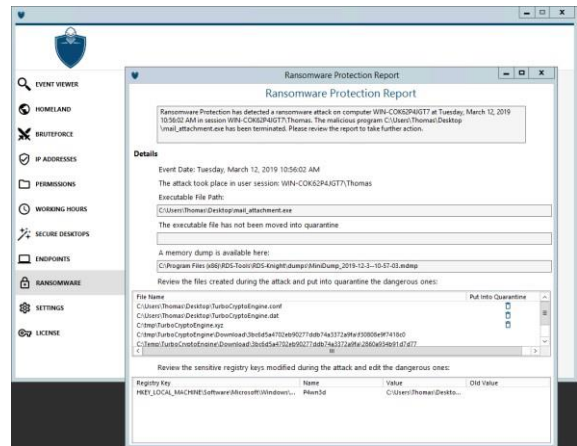 EVENT VIEWER
HOMELAND
BRUTEFORCE
IP ADDRESSES
PERMISSIONS
WORKING HOURS
SECURE DESKTOPS
ENDPOINTS
RANSOMWARE
SETTINGS
LICENSE
Ransomware Protection Report
Ransomware Protection Report
Ransomware Protection has detected a ransomware attack on computer WIN-COK62P4JGT7 at Tuesday, March 12, 2019
10:56:02 AM in session WIN-COK62P4JGT7\Thomas. The malicious program C:\Users\Thomas\Desktop
\mail_attachment.exe has been terminated. Please review the report to take further action.
Details
Event Date: Tuesday, March 12, 2019 10:56:02 AM
The attack took place in user session: WIN-COK62P4JGT7\Thomas
Executable File Path:
C:\Users\Thomas\Desktop\mail_attachment.exe
The executable file has not been moved into quarantine
A memory dump is available here:
C:\Program Files (x86)\RDS-Tools\RDS-Knight\dumps\MiniDump_2019-12-3--10-57-03.mdmp
Review the files created during the attack and put into quarantine the dangerous ones:
File Name Put Into Quarantine
C:\Users\Thomas\Desktop\TurboCryptoEngine.conf
C:\Users\Thomas\Desktop\TurboCryptoEngine.dat
C:\tmp\TurboCryptoEngine.xyz
Review the sensitive registry keys modified during the attack and edit the dangerous ones:
Registry Key Name Value Old Value
HKEY_LOCAL_MACHINE\Software\Microsoft\Windows\... P4wn3d C:\Users\Thomas\Deskto...